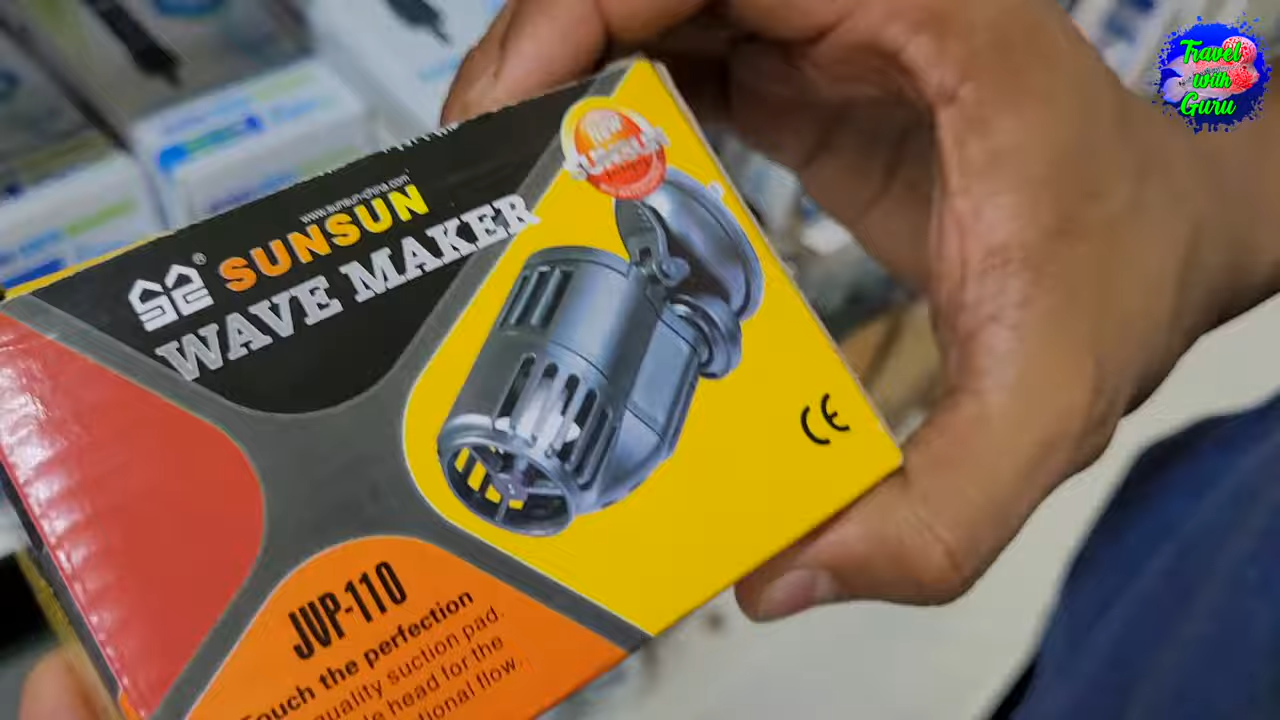 Travel
with
Guru
www.sunsun-china.com
SUNSUN
WAVE MAKER
NEW
CE
JVP-110
Touch the perfection
quality suction pad.
head for the
flow.